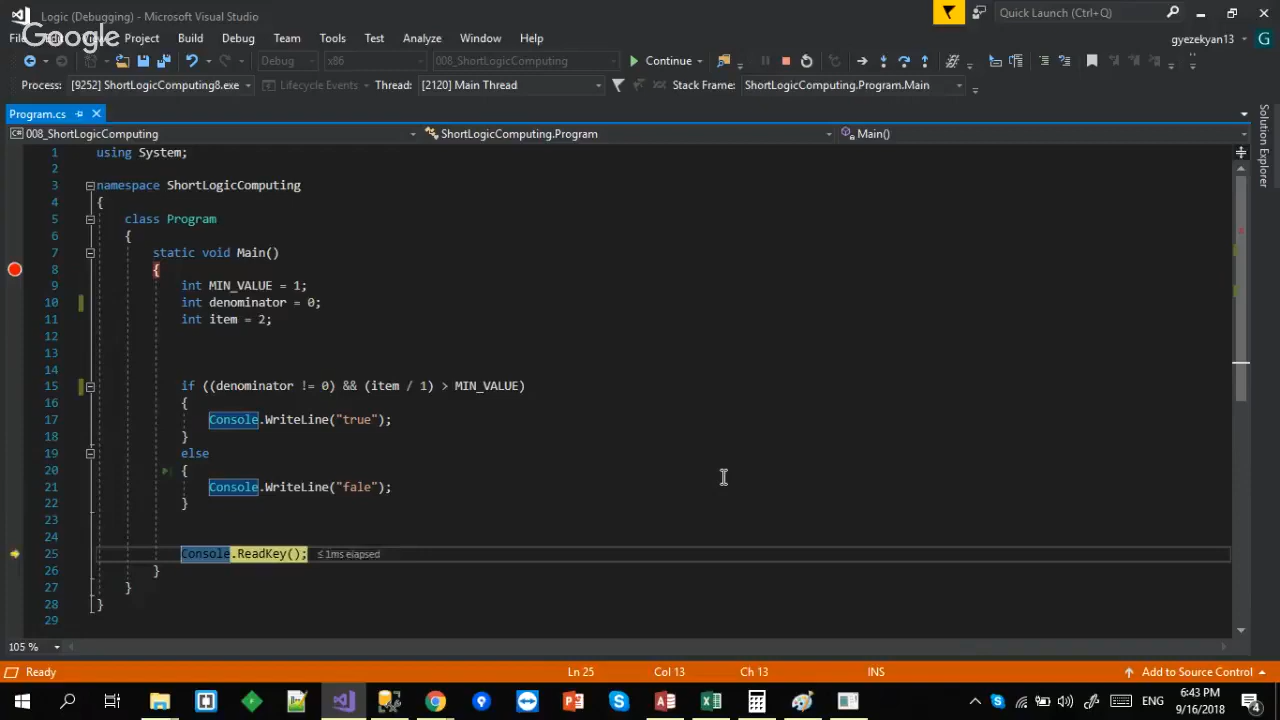 Logic (Debugging) - Microsoft Visual Studio
Quick Launch (Ctrl+Q)
Google
Project Build Debug Team Tools Test Analyze Window Help
gyezekyan13
G
Debug x86 008_ShortLogicComputing Continue
Process: [9252] ShortLogicComputing8.exe Lifecycle Events Thread: [2120] Main Thread Stack Frame: ShortLogicComputing.Program.Main
Program.cs
008_ShortLogicComputing ShortLogicComputing.Program Main()
Solution Explorer
1 using System;
2
3 namespace ShortLogicComputing
4 {
5 class Program
6 {
7 static void Main()
8 {
9 int MIN_VALUE = 1;
10 int denominator = 0;
11 int item = 2;
12
13
14
15 if ((denominator != 0) && (item / 1) > MIN_VALUE)
16 {
17 Console.WriteLine("true");
18 }
19 else
20 {
21 Console.WriteLine("fale");
22 }
23
24
25 Console.ReadKey(); ≤1ms elapsed
26 }
27 }
28 }
29
105 %
Ready Ln 25 Col 13 Ch 13 INS Add to Source Control
ENG
6:43 PM
9/16/2018
4